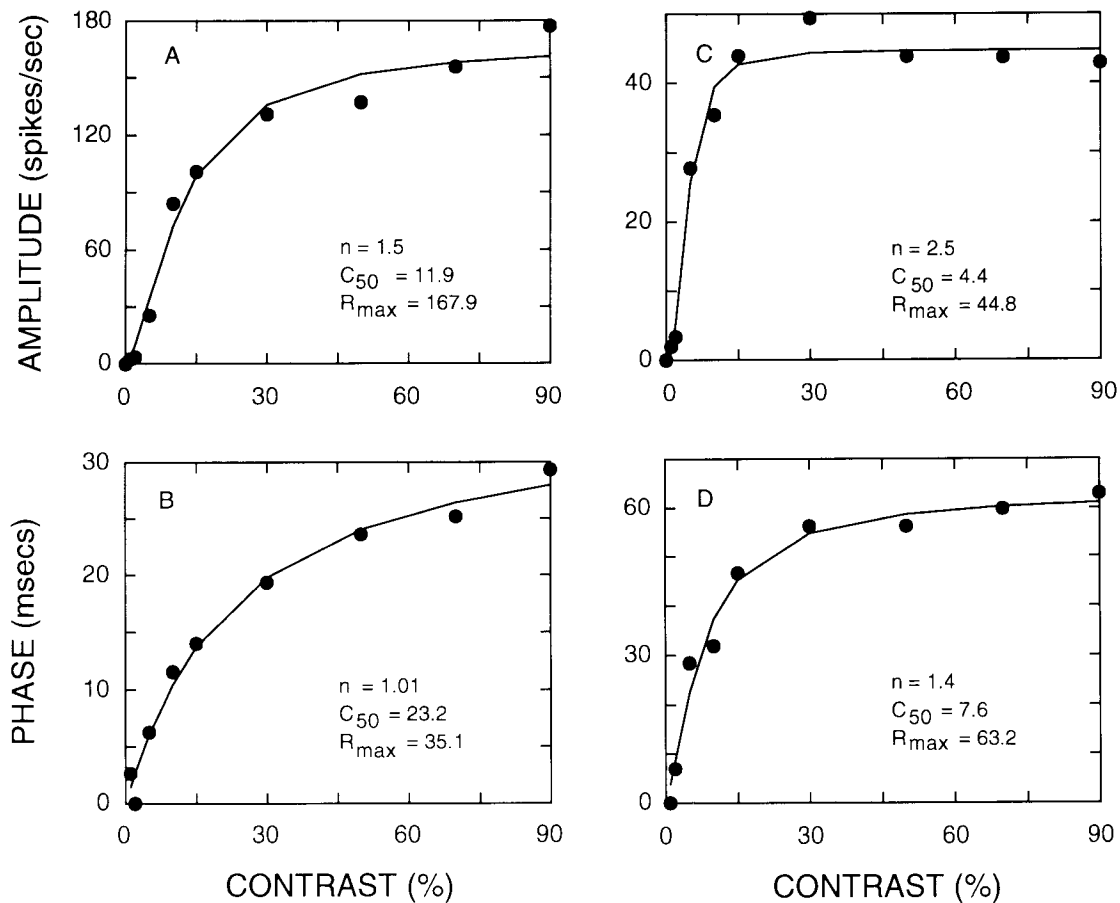 AMPLITUDE (spikes/sec)
180
120
60
0
A
n = 1.5
C50 = 11.9
Rmax = 167.9
0 30 60 90
40
20
0
C
n = 2.5
C50 = 4.4
Rmax = 44.8
0 30 60 90
PHASE (msecs)
30
20
10
0
B
n = 1.01
C50 = 23.2
Rmax = 35.1
0 30 60 90
CONTRAST (%)
60
30
0
D
n = 1.4
C50 = 7.6
Rmax = 63.2
0 30 60 90
CONTRAST (%)